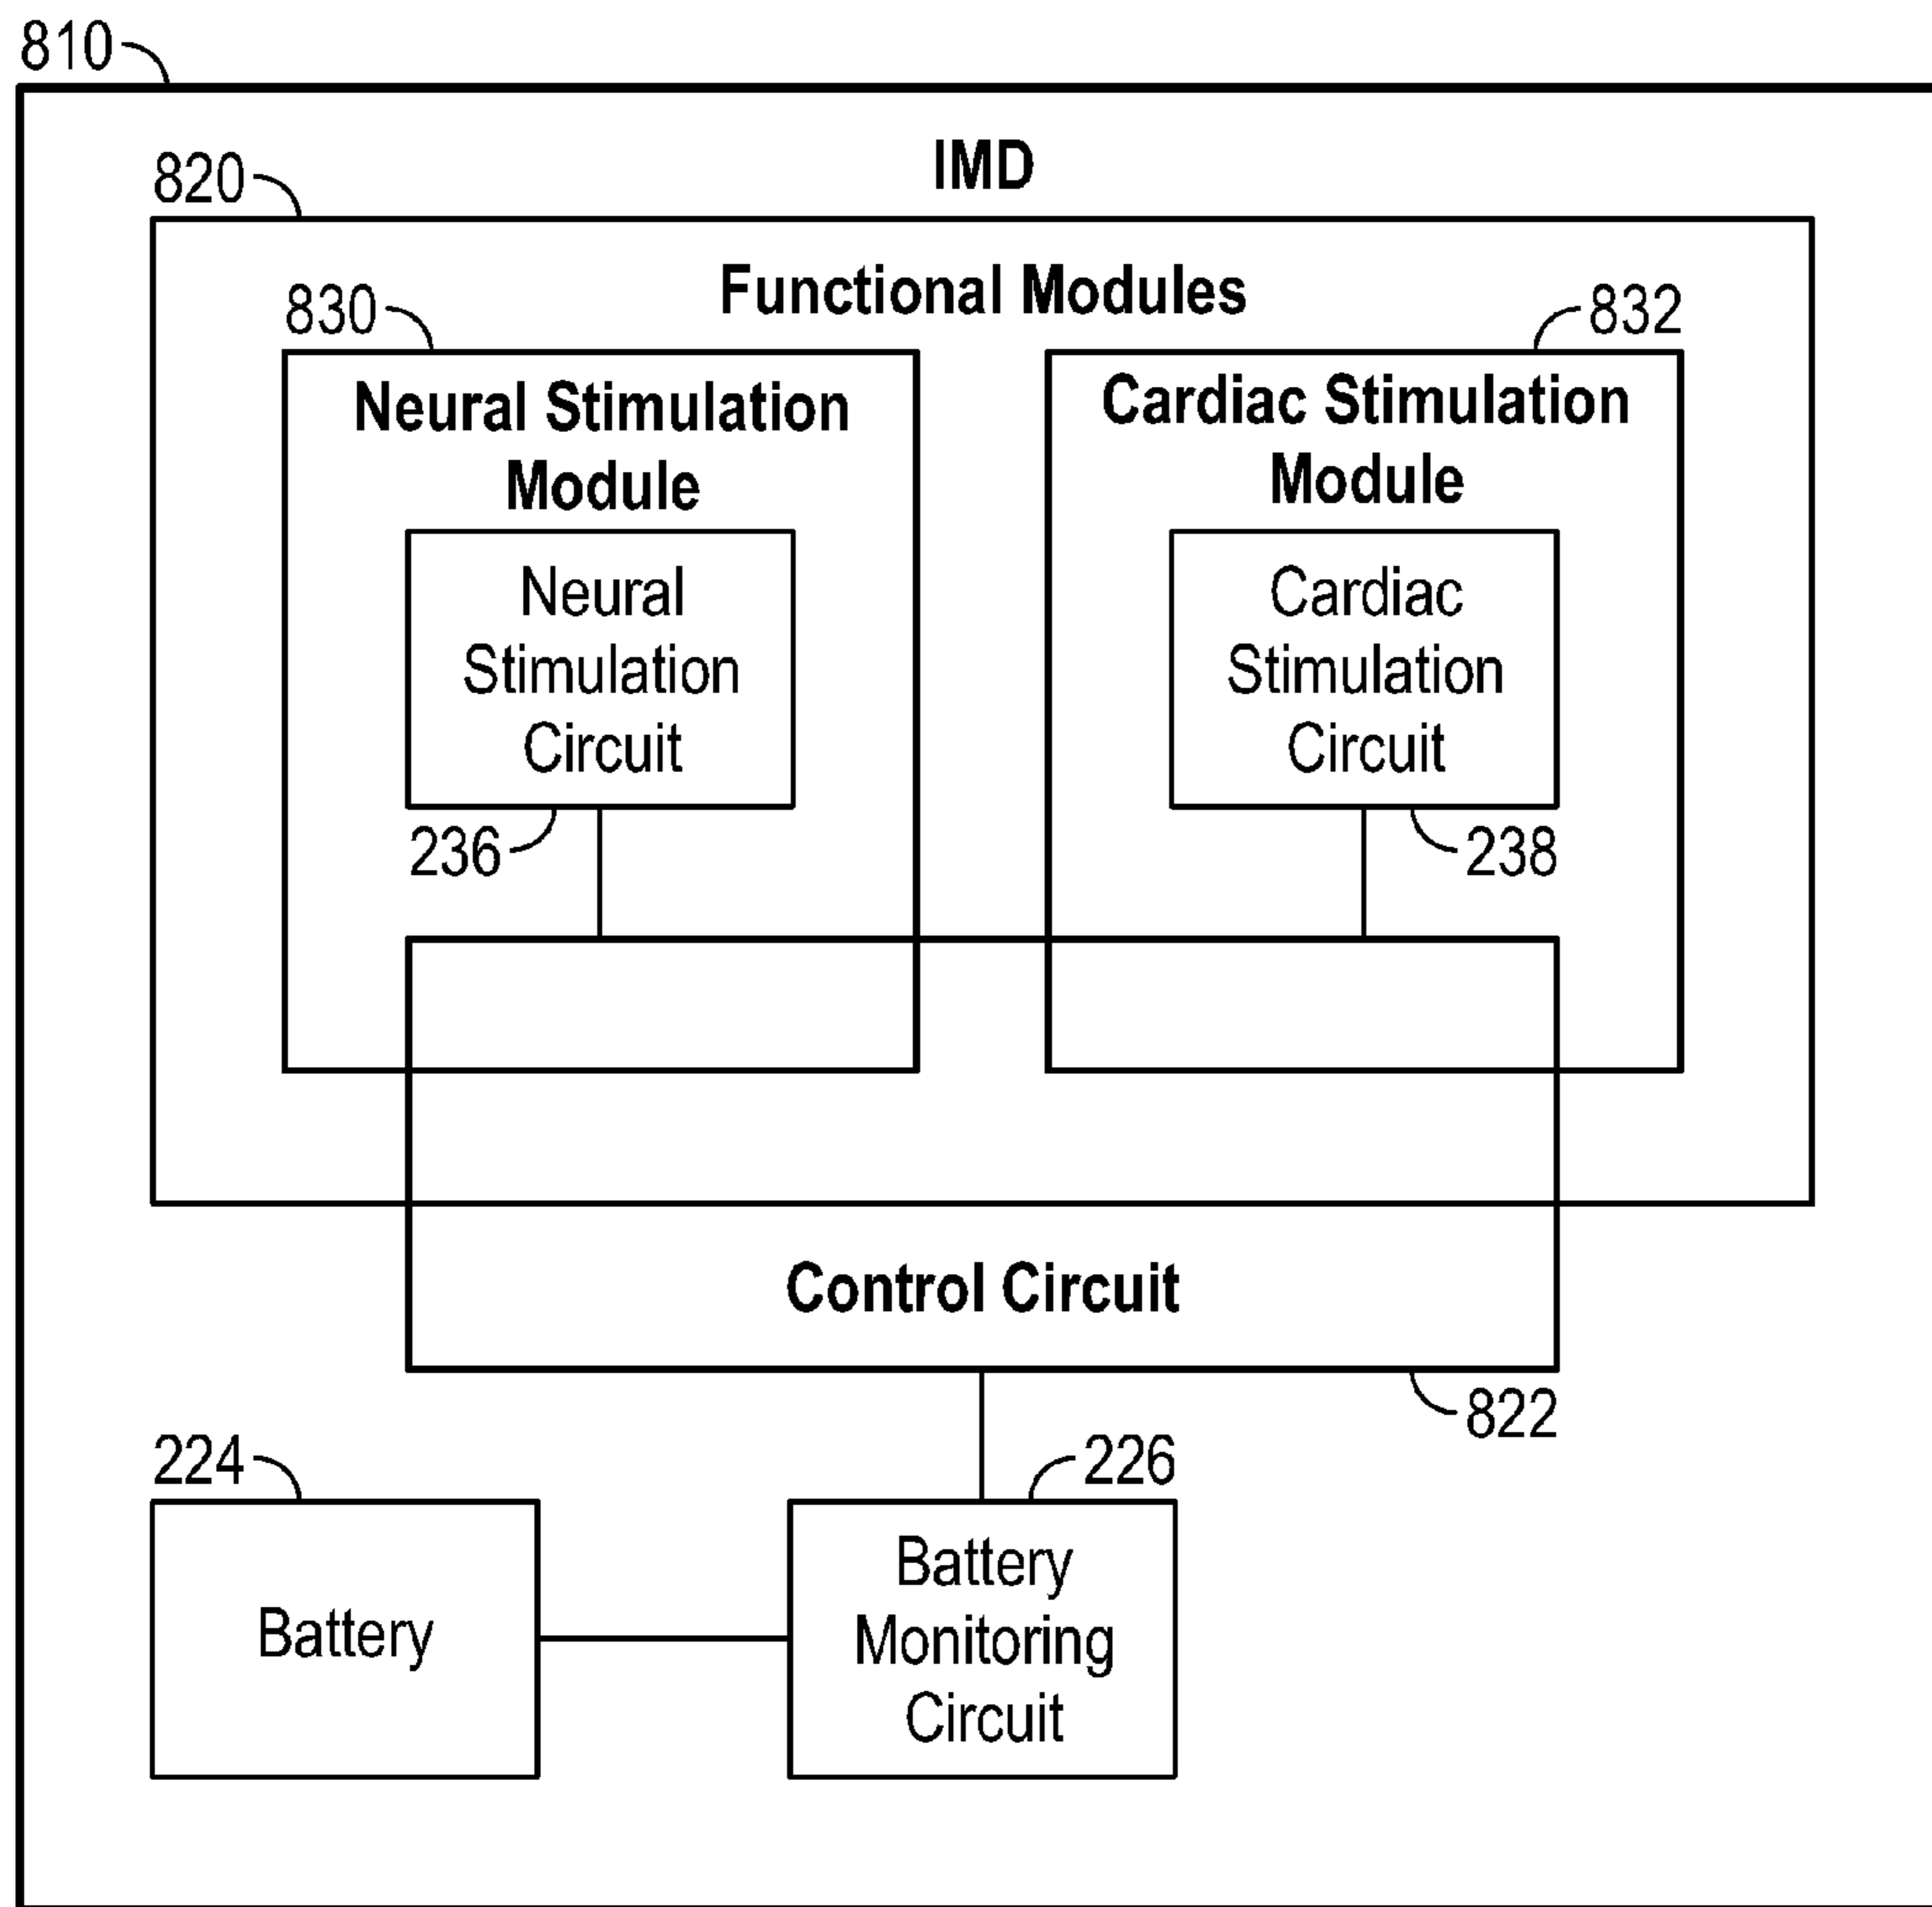 810
IMD
820
Functional Modules
830
832
Neural Stimulation
Module
Cardiac Stimulation
Module
Neural
Stimulation
Circuit
Cardiac
Stimulation
Circuit
236
238
Control Circuit
822
224
226
Battery
Battery
Monitoring
Circuit